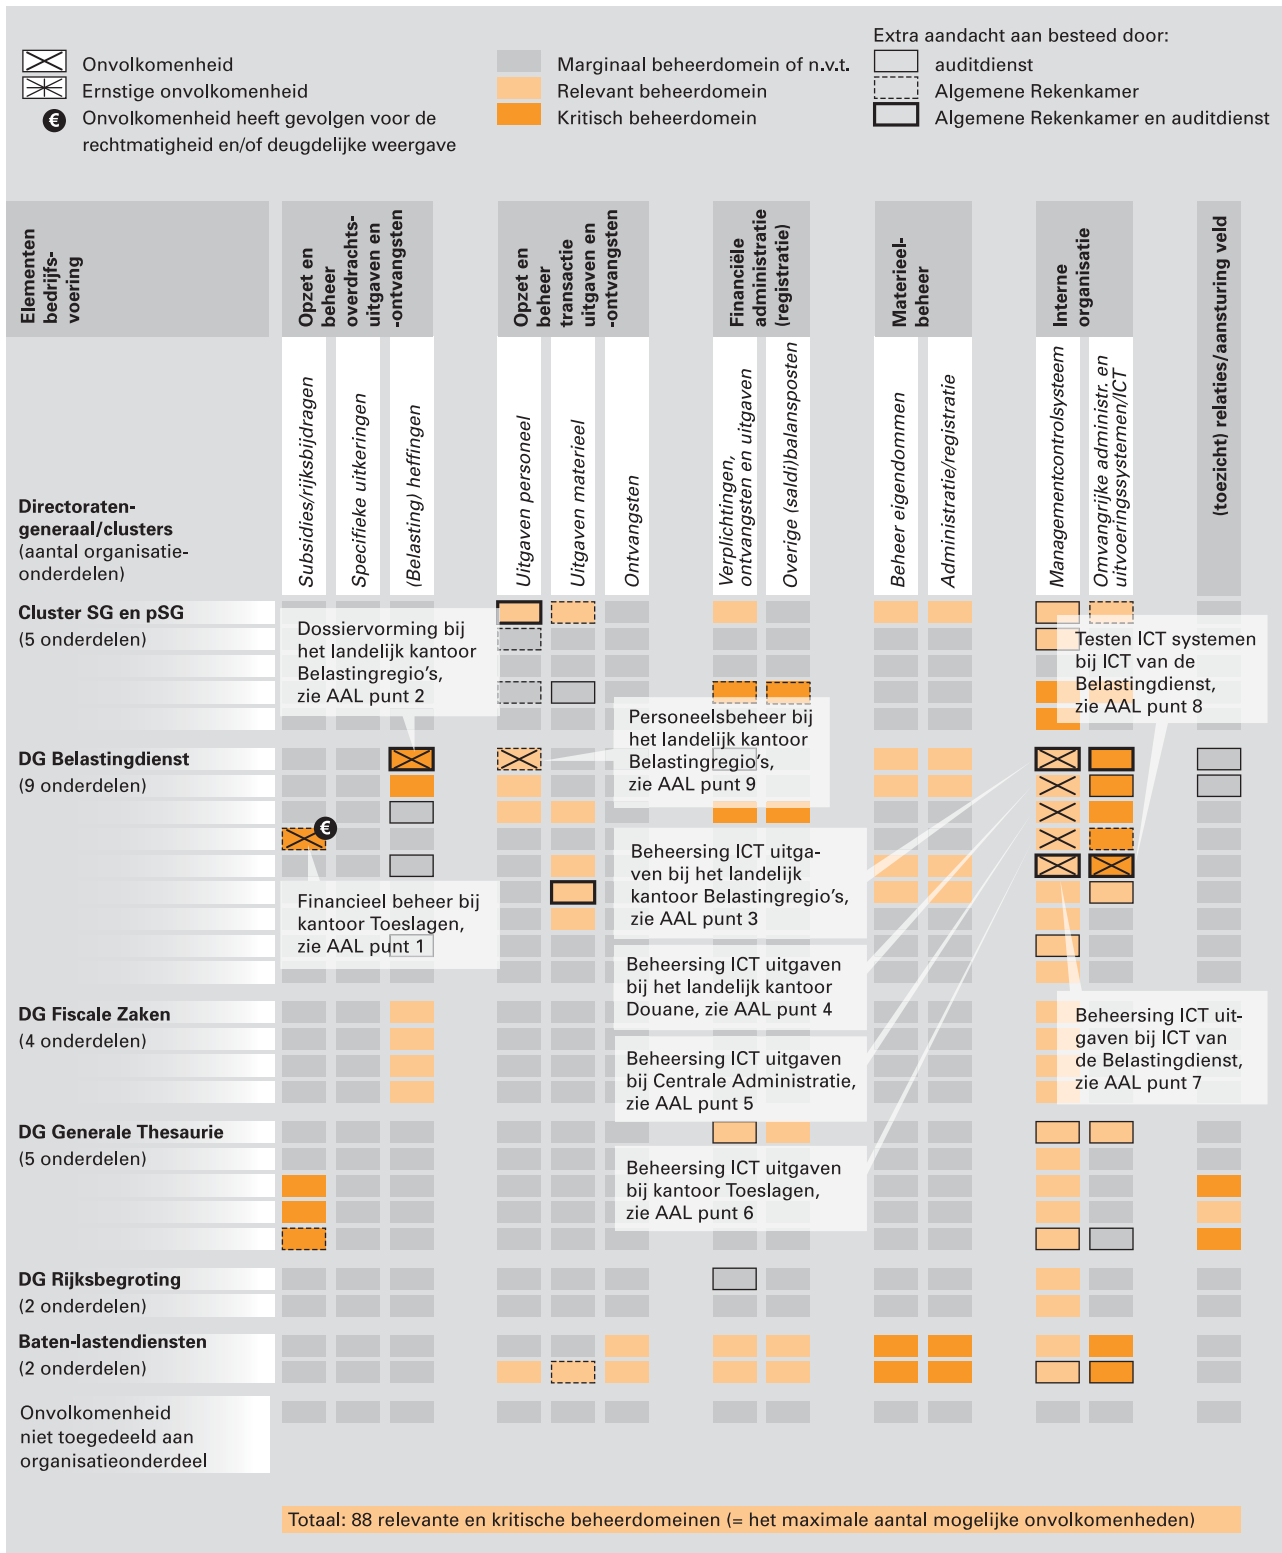 Onvolkomenheid
Ernstige onvolkomenheid
€
Onvolkomenheid heeft gevolgen voor de
rechtmatigheid en/of deugdelijke weergave
Marginaal beheerdomein of n.v.t.
Relevant beheerdomein
Kritisch beheerdomein
Extra aandacht aan besteed door:
auditdienst
Algemene Rekenkamer
Algemene Rekenkamer en auditdienst
Elementen
bedrijfs-
voering
Opzet en
beheer
overdrachts-
uitgaven en
-ontvangsten
Opzet en
beheer
transactie
uitgaven en
-ontvangsten
Financiële
administratie
(registratie)
Materieel-
beheer
Interne
organisatie
(toezicht) relaties/aansturing veld
Directoraten-
generaal/clusters
(aantal organisatie-
onderdelen)
Subsidies/rijksbijdragen
Specifieke uitkeringen
(Belasting) heffingen
Uitgaven personeel
Uitgaven materieel
Ontvangsten
Verplichtingen,
ontvangsten en uitgaven
Overige (saldi)balansposten
Beheer eigendommen
Administratie/registratie
Managementcontrolsysteem
Omvangrijke administr. en
uitvoeringssystemen/ICT
Cluster SG en pSG
(5 onderdelen)
Dossiervorming bij
het landelijk kantoor
Belastingregio's,
zie AAL punt 2
Testen ICT systemen
bij ICT van de
Belastingdienst,
zie AAL punt 8
Personeelsbeheer bij
het landelijk kantoor
Belastingregio's,
zie AAL punt 9
DG Belastingdienst
(9 onderdelen)
€
Beheersing ICT uitga-
ven bij het landelijk
kantoor Belastingregio's,
zie AAL punt 3
Financieel beheer bij
kantoor Toeslagen,
zie AAL punt 1
Beheersing ICT uitgaven
bij het landelijk kantoor
Douane, zie AAL punt 4
DG Fiscale Zaken
(4 onderdelen)
Beheersing ICT uit-
gaven bij ICT van
de Belastingdienst,
zie AAL punt 7
Beheersing ICT uitgaven
bij Centrale Administratie,
zie AAL punt 5
DG Generale Thesaurie
(5 onderdelen)
Beheersing ICT uitgaven
bij kantoor Toeslagen,
zie AAL punt 6
DG Rijksbegroting
(2 onderdelen)
Baten-lastendiensten
(2 onderdelen)
Onvolkomenheid
niet toegedeeld aan
organisatieonderdeel
Totaal: 88 relevante en kritische beheerdomeinen (= het maximale aantal mogelijke onvolkomenheden)